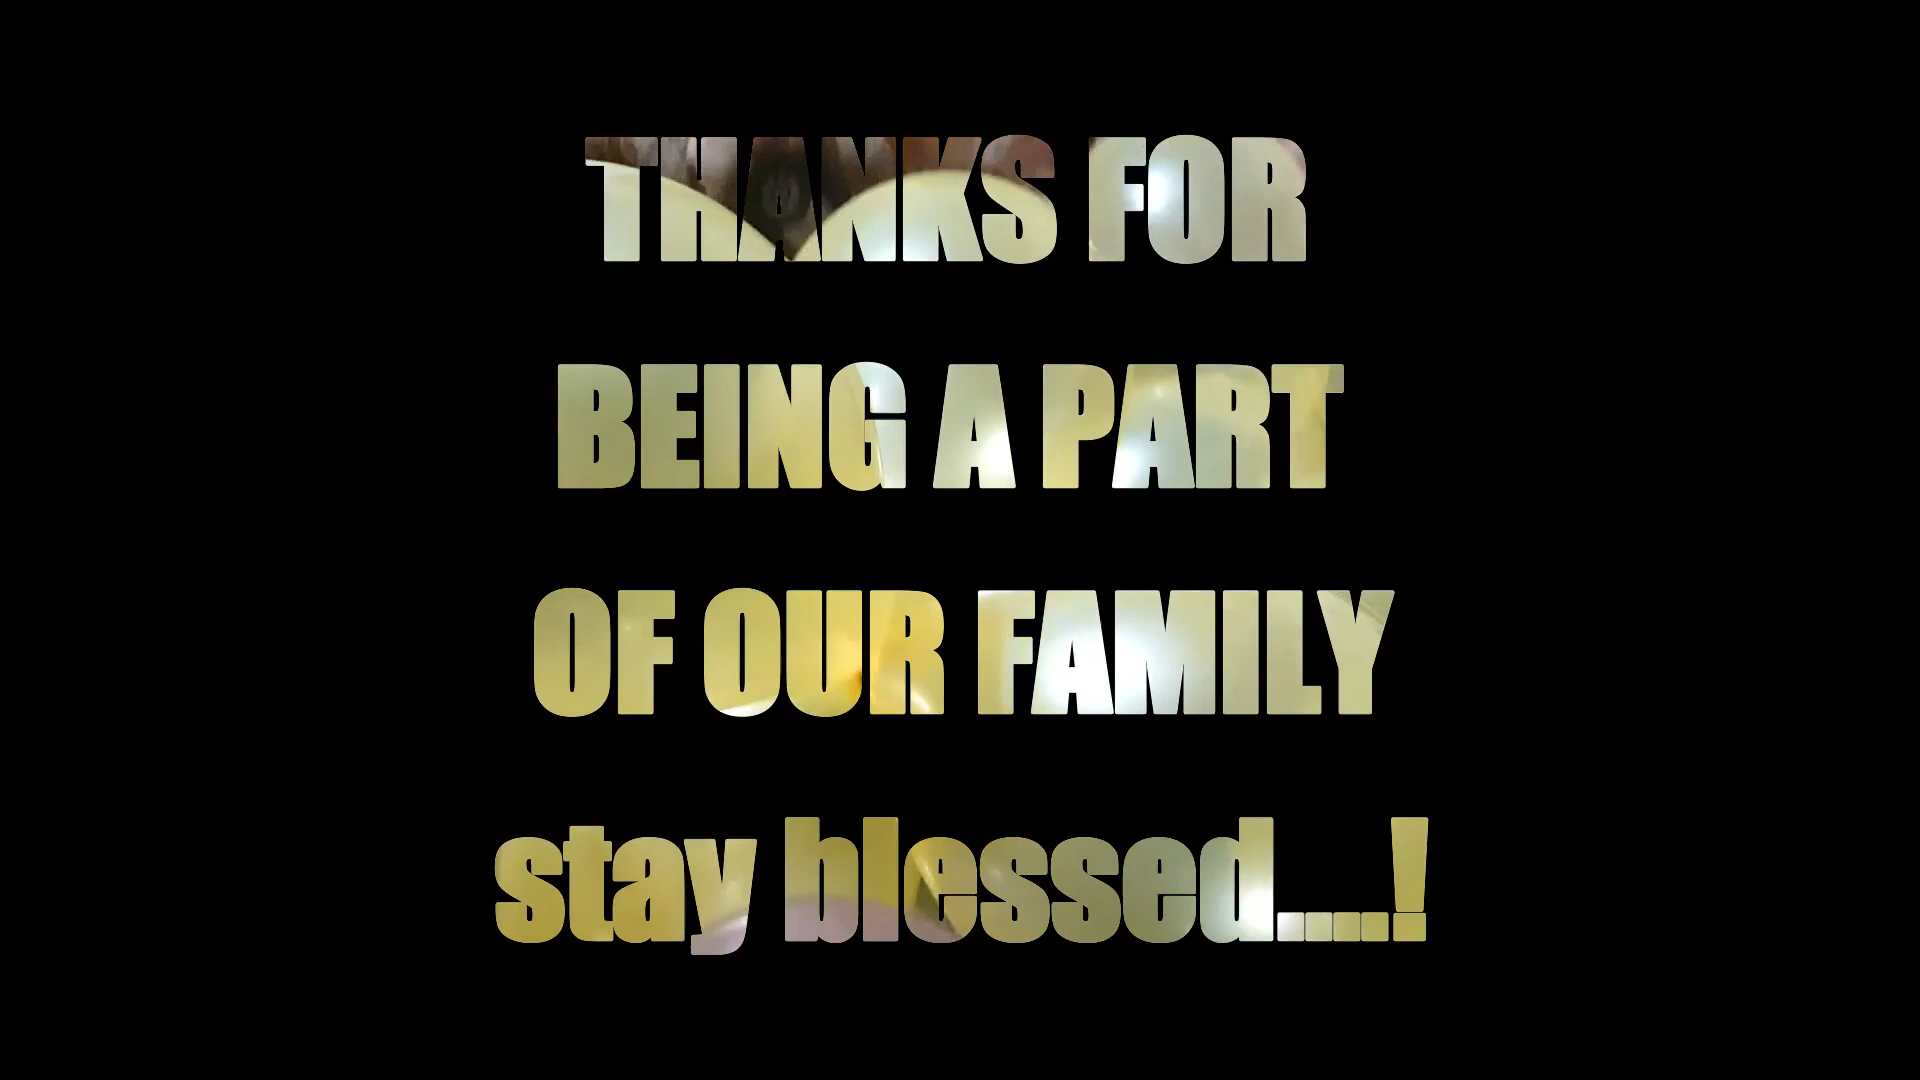 THANKS FOR
BEING A PART
OF OUR FAMILY
stay blessed....!